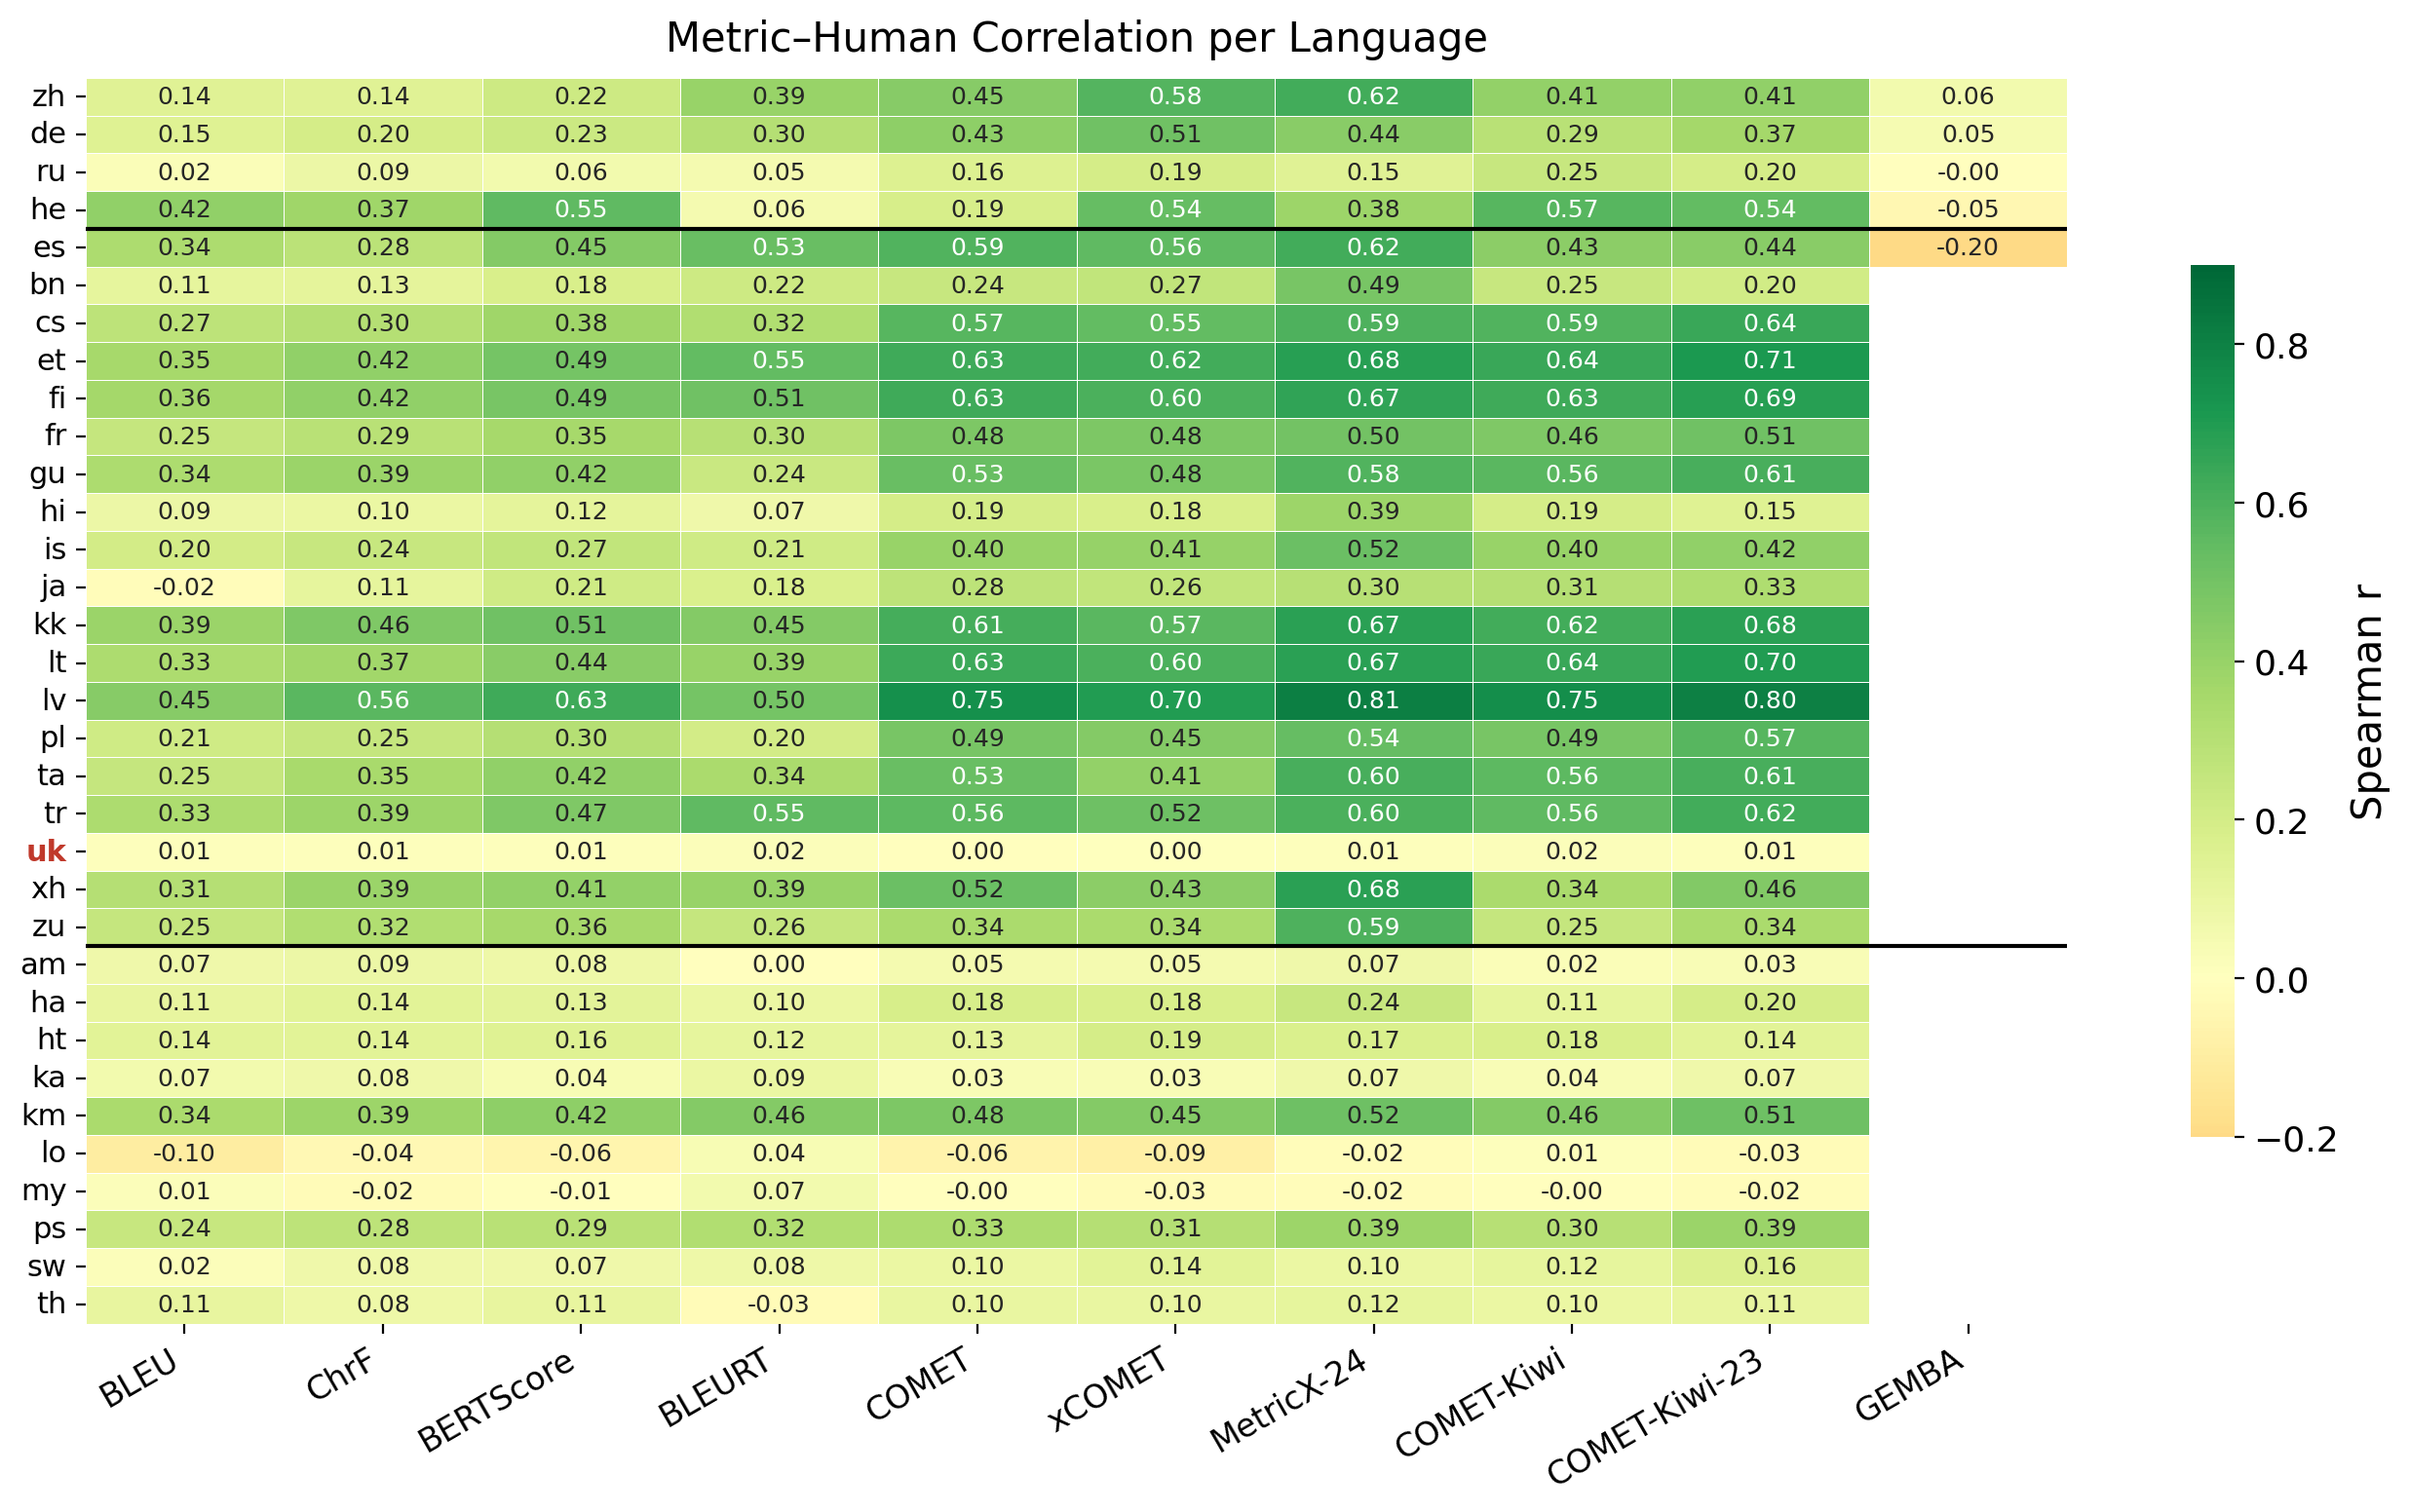 Metric–Human Correlation per Language
zh 0.14 0.14 0.22 0.39 0.45 0.58 0.62 0.41 0.41 0.06
de 0.15 0.20 0.23 0.30 0.43 0.51 0.44 0.29 0.37 0.05
ru 0.02 0.09 0.06 0.05 0.16 0.19 0.15 0.25 0.20 -0.00
he 0.42 0.37 0.55 0.06 0.19 0.54 0.38 0.57 0.54 -0.05
es 0.34 0.28 0.45 0.53 0.59 0.56 0.62 0.43 0.44 -0.20
bn 0.11 0.13 0.18 0.22 0.24 0.27 0.49 0.25 0.20
cs 0.27 0.30 0.38 0.32 0.57 0.55 0.59 0.59 0.64
et 0.35 0.42 0.49 0.55 0.63 0.62 0.68 0.64 0.71
fi 0.36 0.42 0.49 0.51 0.63 0.60 0.67 0.63 0.69
fr 0.25 0.29 0.35 0.30 0.48 0.48 0.50 0.46 0.51
gu 0.34 0.39 0.42 0.24 0.53 0.48 0.58 0.56 0.61
hi 0.09 0.10 0.12 0.07 0.19 0.18 0.39 0.19 0.15
is 0.20 0.24 0.27 0.21 0.40 0.41 0.52 0.40 0.42
ja -0.02 0.11 0.21 0.18 0.28 0.26 0.30 0.31 0.33
kk 0.39 0.46 0.51 0.45 0.61 0.57 0.67 0.62 0.68
lt 0.33 0.37 0.44 0.39 0.63 0.60 0.67 0.64 0.70
lv 0.45 0.56 0.63 0.50 0.75 0.70 0.81 0.75 0.80
pl 0.21 0.25 0.30 0.20 0.49 0.45 0.54 0.49 0.57
ta 0.25 0.35 0.42 0.34 0.53 0.41 0.60 0.56 0.61
tr 0.33 0.39 0.47 0.55 0.56 0.52 0.60 0.56 0.62
uk 0.01 0.01 0.01 0.02 0.00 0.00 0.01 0.02 0.01
xh 0.31 0.39 0.41 0.39 0.52 0.43 0.68 0.34 0.46
zu 0.25 0.32 0.36 0.26 0.34 0.34 0.59 0.25 0.34
am 0.07 0.09 0.08 0.00 0.05 0.05 0.07 0.02 0.03
ha 0.11 0.14 0.13 0.10 0.18 0.18 0.24 0.11 0.20
ht 0.14 0.14 0.16 0.12 0.13 0.19 0.17 0.18 0.14
ka 0.07 0.08 0.04 0.09 0.03 0.03 0.07 0.04 0.07
km 0.34 0.39 0.42 0.46 0.48 0.45 0.52 0.46 0.51
lo -0.10 -0.04 -0.06 0.04 -0.06 -0.09 -0.02 0.01 -0.03
my 0.01 -0.02 -0.01 0.07 -0.00 -0.03 -0.02 -0.00 -0.02
ps 0.24 0.28 0.29 0.32 0.33 0.31 0.39 0.30 0.39
sw 0.02 0.08 0.07 0.08 0.10 0.14 0.10 0.12 0.16
th 0.11 0.08 0.11 -0.03 0.10 0.10 0.12 0.10 0.11
BLEU ChrF BERTScore BLEURT COMET xCOMET MetricX-24 COMET-Kiwi COMET-Kiwi-23 GEMBA
0.8
0.6
0.4
0.2
0.0
−0.2
Spearman r